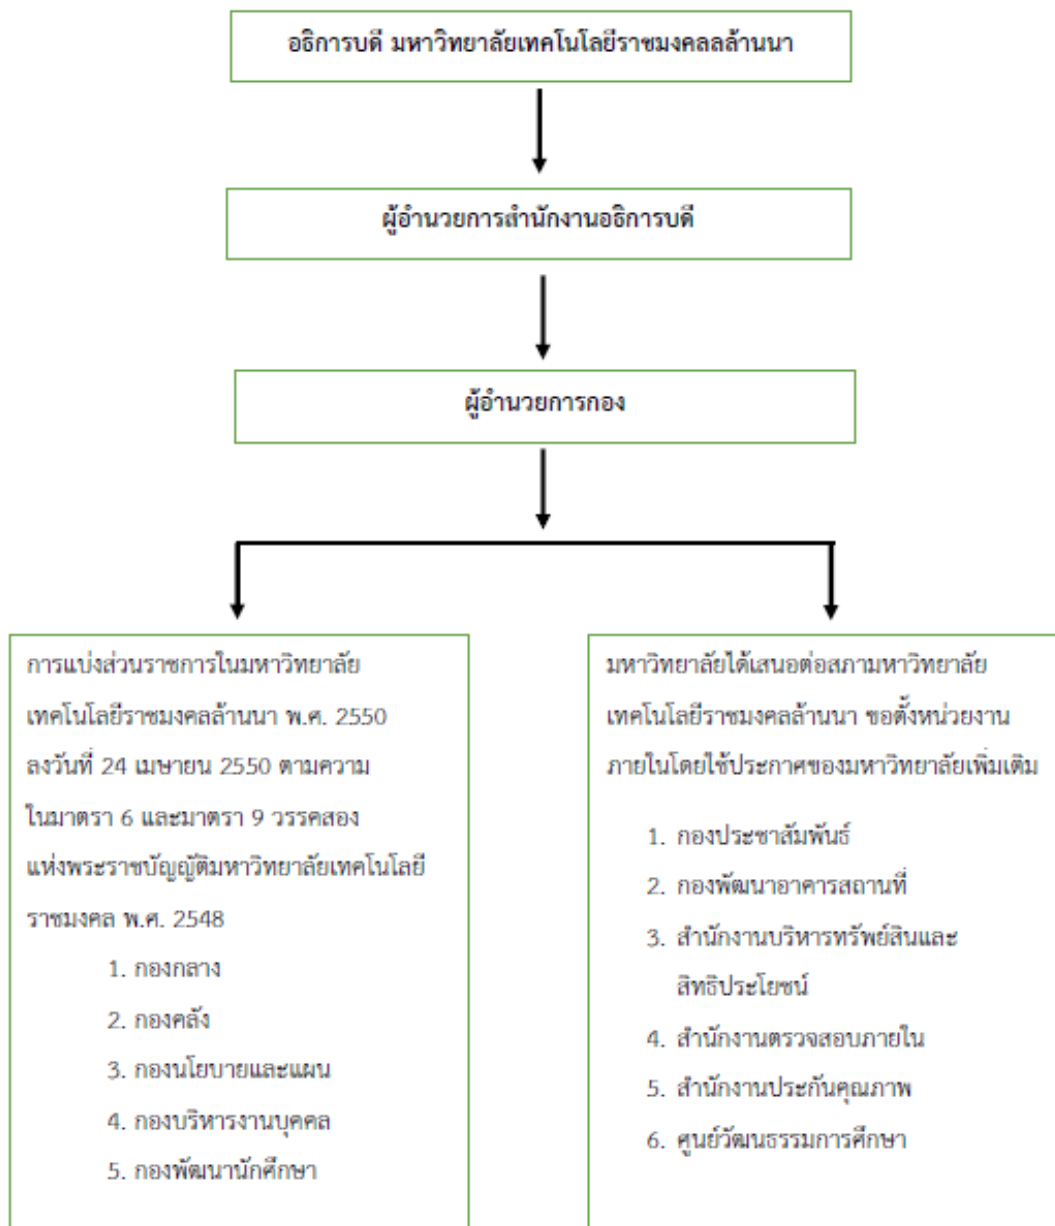 อธิการบดี มหาวิทยาลัยเทคโนโลยีราชมงคลลล้านนา
ผู้อำนวยการสำนักงานอธิการบดี
ผู้อำนวยการกอง
การแบ่งส่วนราชการในมหาวิทยาลัย
เทคโนโลยีราชมงคลล้านนา พ.ศ. 2550
ลงวันที่ 24 เมษายน 2550 ตามความ
ในมาตรา 6 และมาตรา 9 วรรคสอง
แห่งพระราชบัญญัติมหาวิทยาลัยเทคโนโลยี
ราชมงคล พ.ศ. 2548
1. กองกลาง
2. กองคลัง
3. กองนโยบายและแผน
4. กองบริหารงานบุคคล
5. กองพัฒนานักศึกษา
มหาวิทยาลัยได้เสนอต่อสภามหาวิทยาลัย
เทคโนโลยีราชมงคลล้านนา ขอตั้งหน่วยงาน
ภายในโดยใช้ประกาศของมหาวิทยาลัยเพิ่มเติม
1. กองประชาสัมพันธ์
2. กองพัฒนาอาคารสถานที่
3. สำนักงานบริหารทรัพย์สินและ
สิทธิประโยชน์
4. สำนักงานตรวจสอบภายใน
5. สำนักงานประกันคุณภาพ
6. ศูนย์วัฒนธรรมการศึกษา